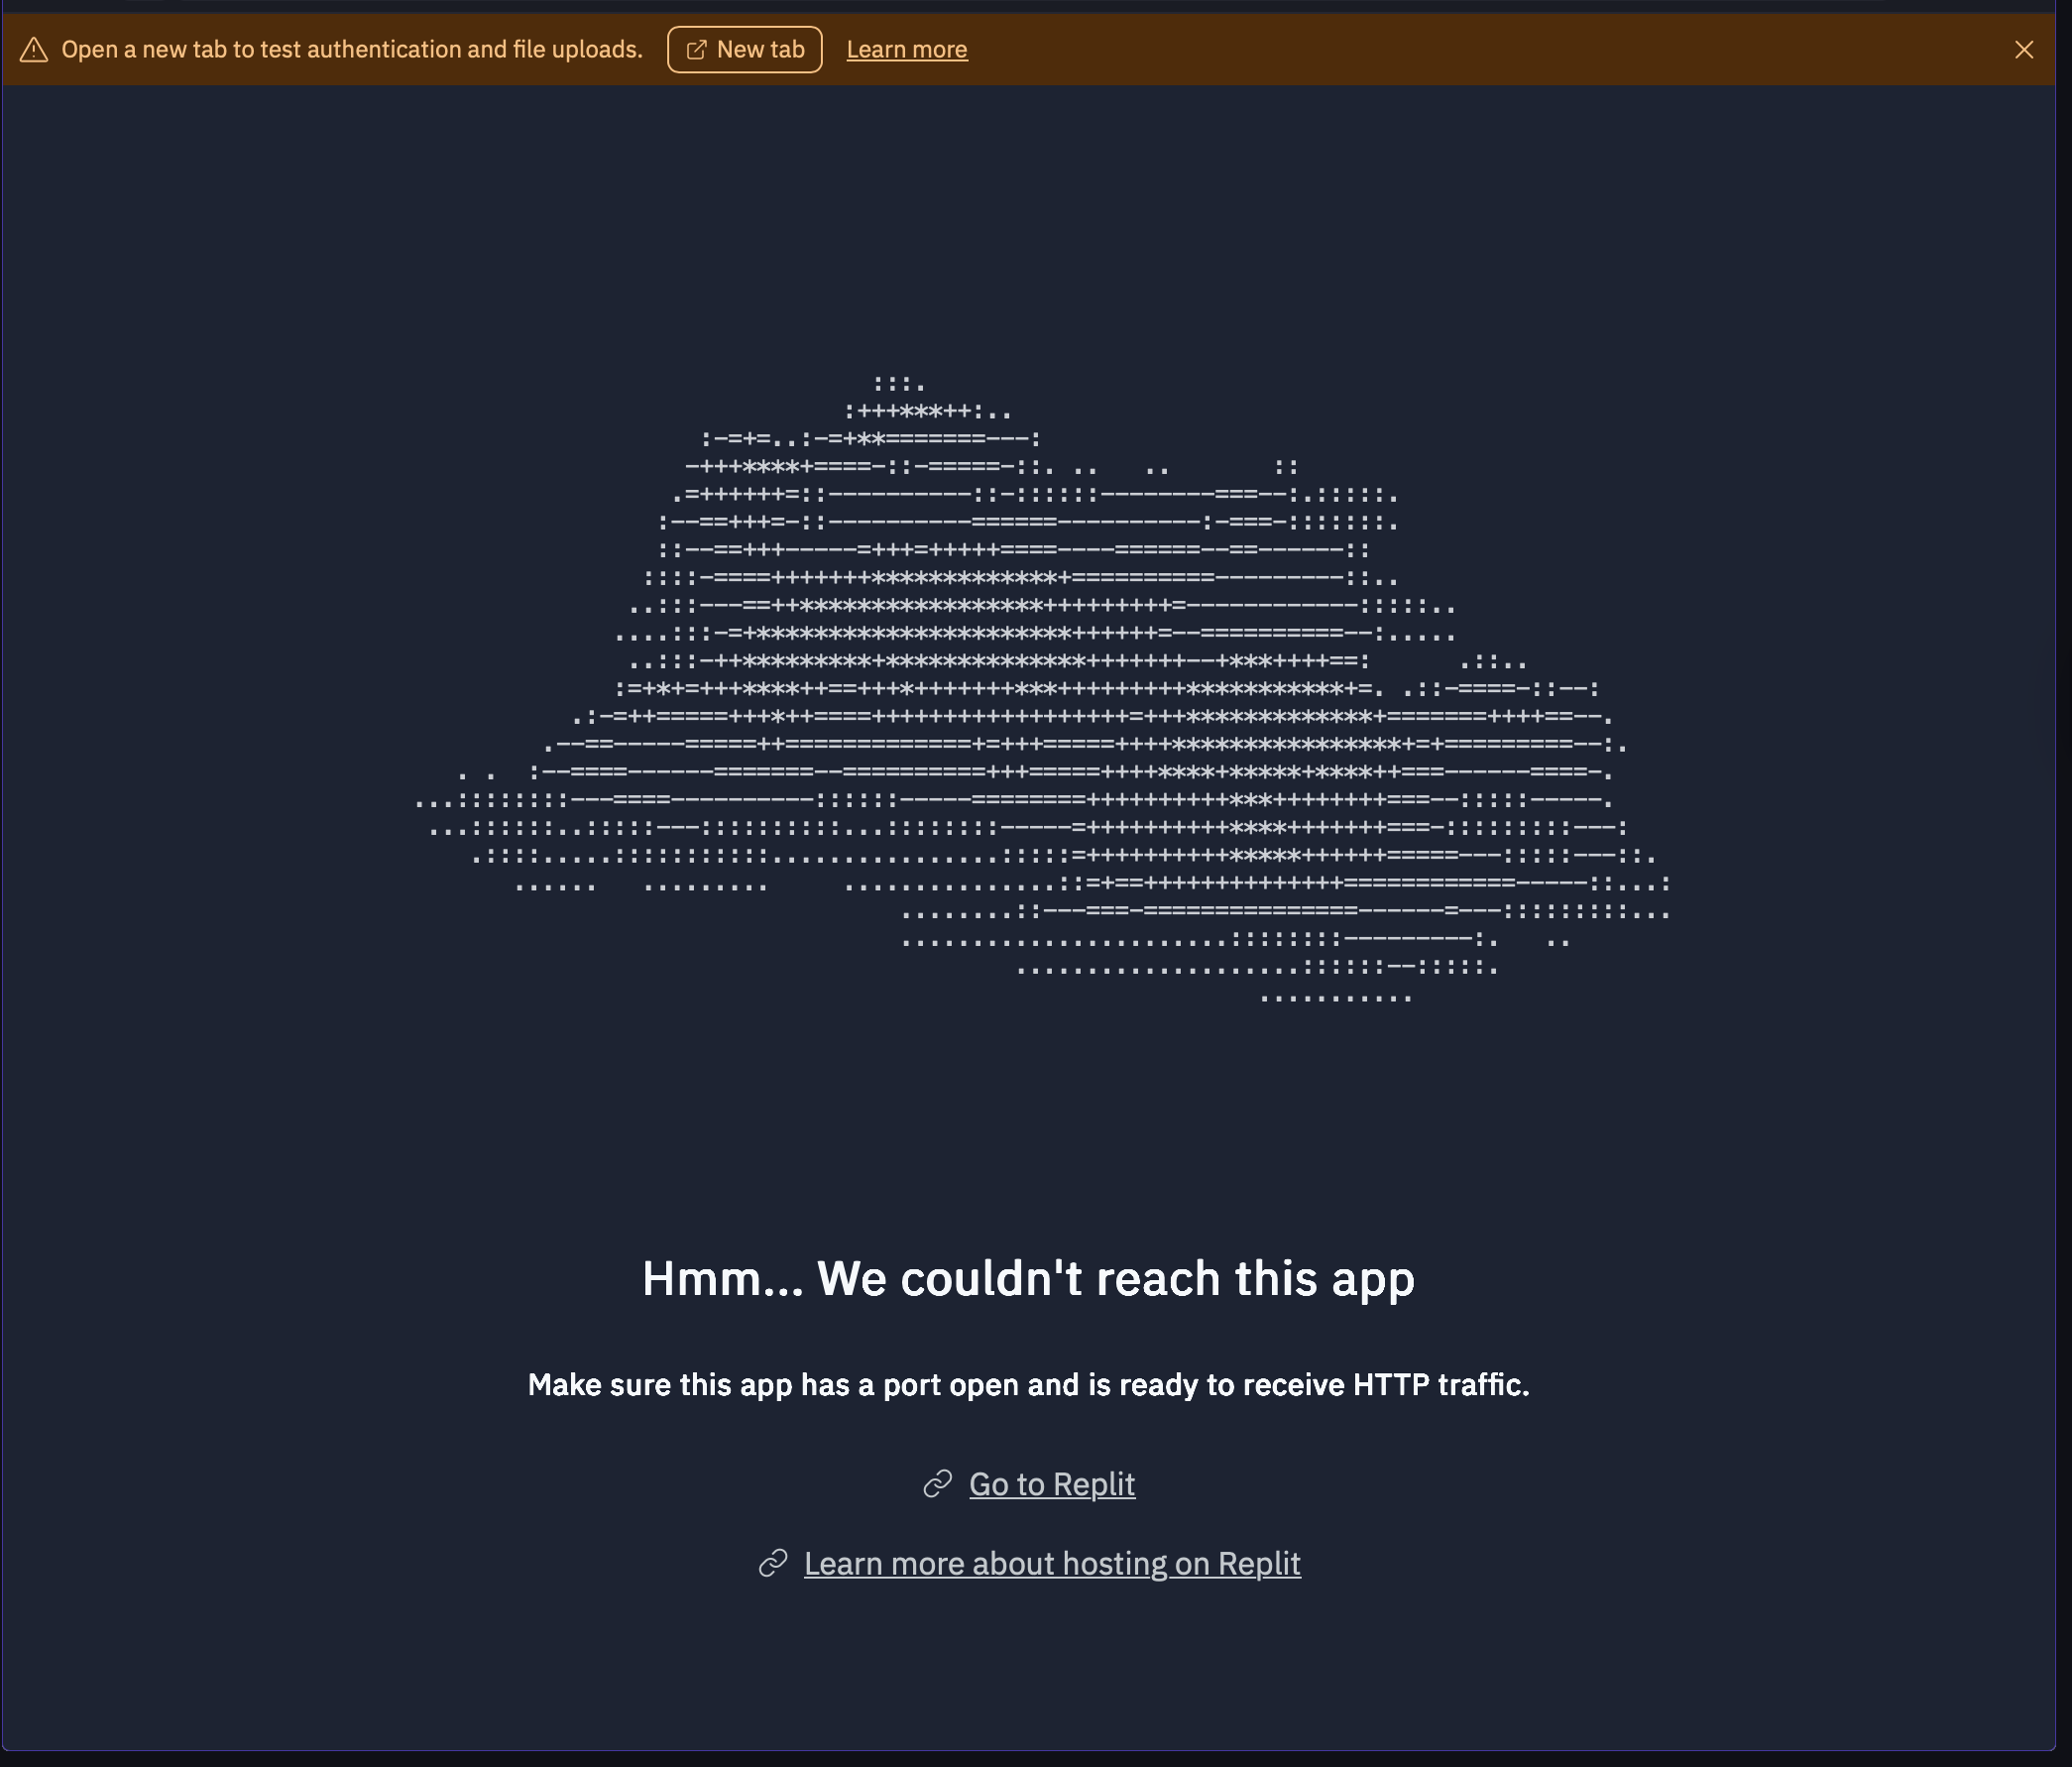 Open a new tab to test authentication and file uploads. New tab Learn more
Hmm... We couldn't reach this app
Make sure this app has a port open and is ready to receive HTTP traffic.
Go to Replit
Learn more about hosting on Replit